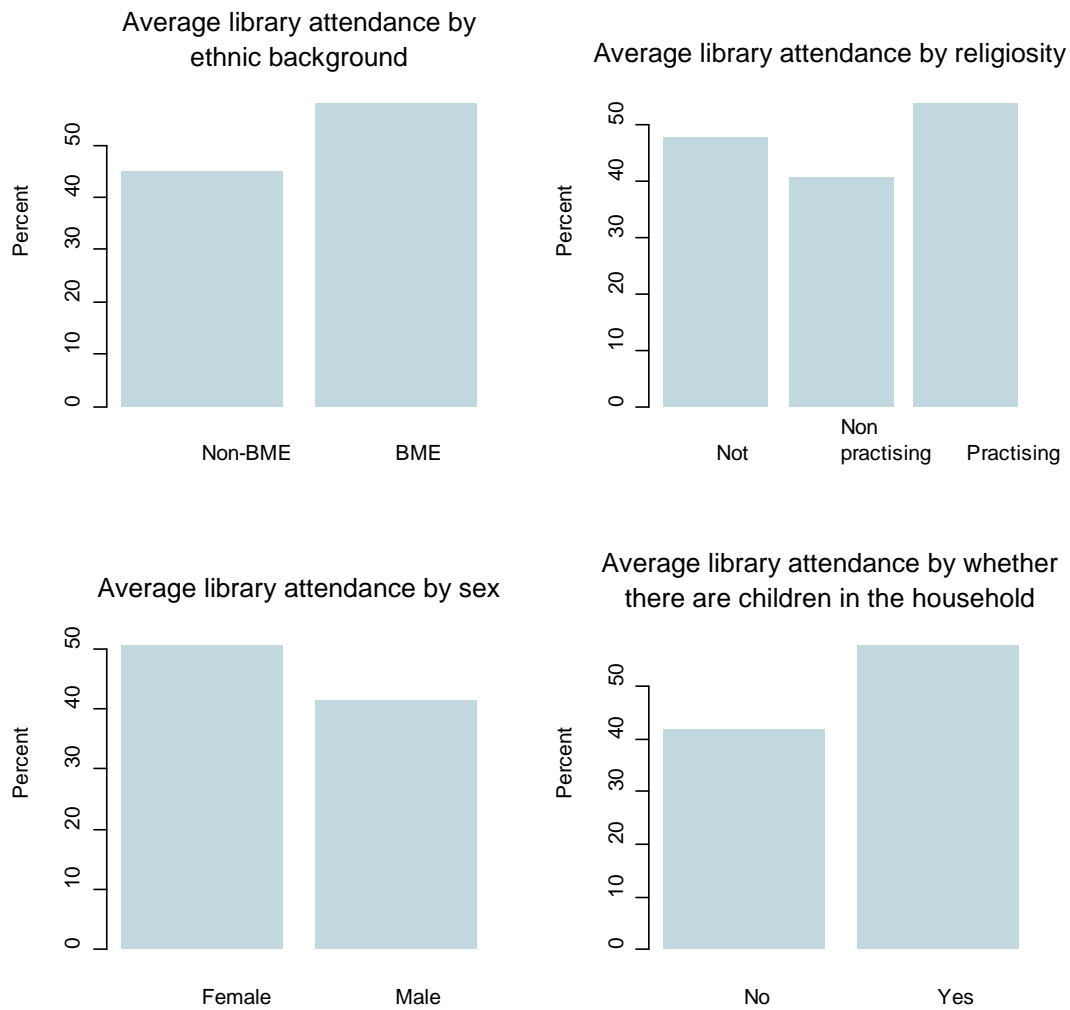 Average library attendance by
ethnic background
Percent
50
40
30
20
10
0
Non-BME BME
Average library attendance by religiosity
Percent
50
40
30
20
10
0
Not
Non
practising
Practising
Average library attendance by sex
Percent
50
40
30
20
10
0
Female Male
Average library attendance by whether
there are children in the household
Percent
50
40
30
20
10
0
No Yes